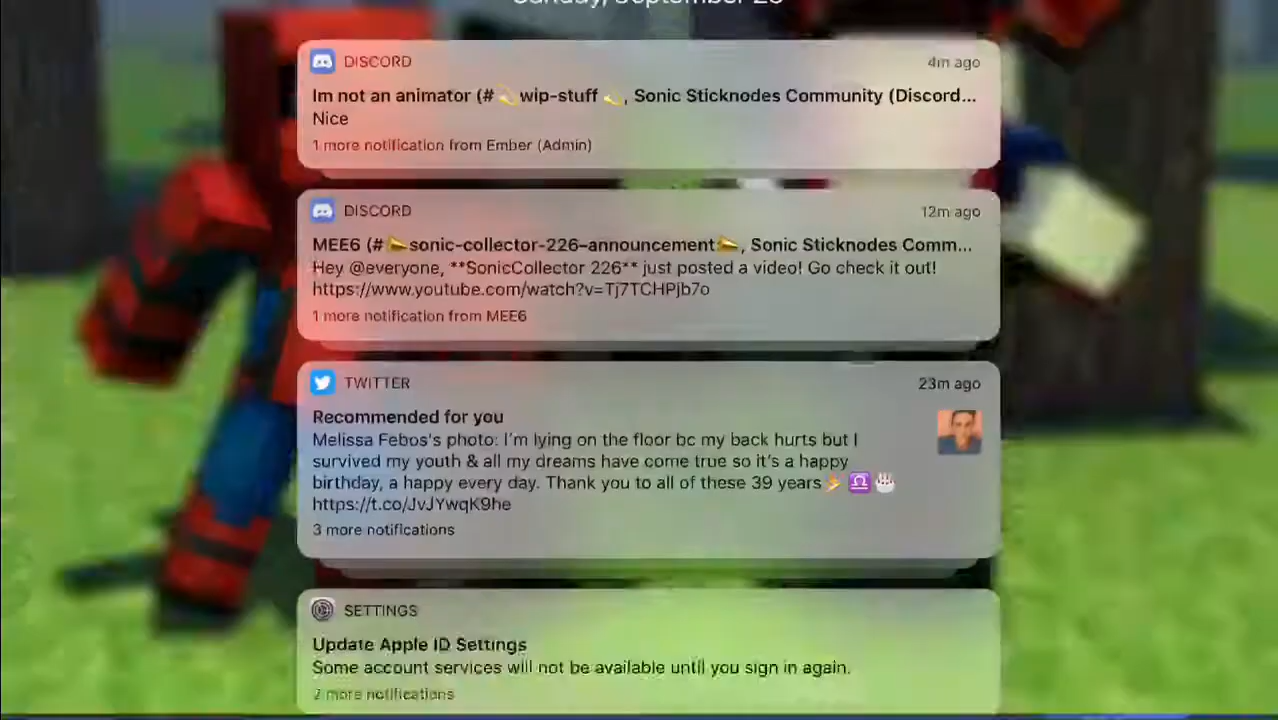 DISCORD
4m ago
Im not an animator (#💫wip-stuff 💫, Sonic Sticknodes Community (Discord...
Nice
1 more notification from Ember (Admin)
DISCORD
12m ago
MEE6 (#📣sonic-collector-226-announcement📣, Sonic Sticknodes Comm...
Hey @everyone, **SonicCollector 226** just posted a video! Go check it out!
https://www.youtube.com/watch?v=Tj7TCHPjb7o
1 more notification from MEE6
TWITTER
23m ago
Recommended for you
Melissa Febos's photo: I'm lying on the floor bc my back hurts but I
survived my youth & all my dreams have come true so it's a happy
birthday, a happy every day. Thank you to all of these 39 years⚡ ♎ 🎂
https://t.co/JvJYwqK9he
3 more notifications
SETTINGS
Update Apple ID Settings
Some account services will not be available until you sign in again.
2 more notifications